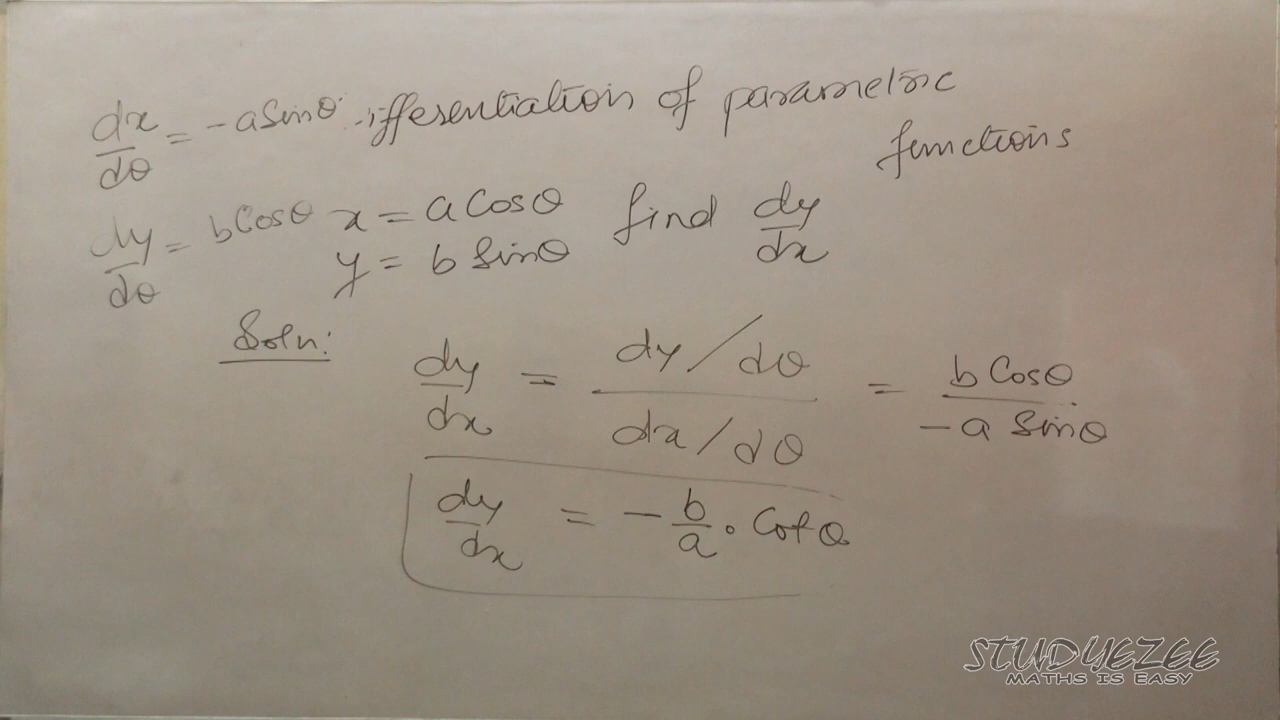 dx/dθ = -a Sinθ .ifferentiation of parametric
functions
dy/dθ = b Cosθ x = a Cosθ find dy/dx
y = b Sinθ
Soln:
dy/dx = (dy/dθ)/(dx/dθ) = (b Cosθ)/(-a Sinθ)
dy/dx = - b/a . Cotθ
STUDYEZEE
MATHS IS EASY